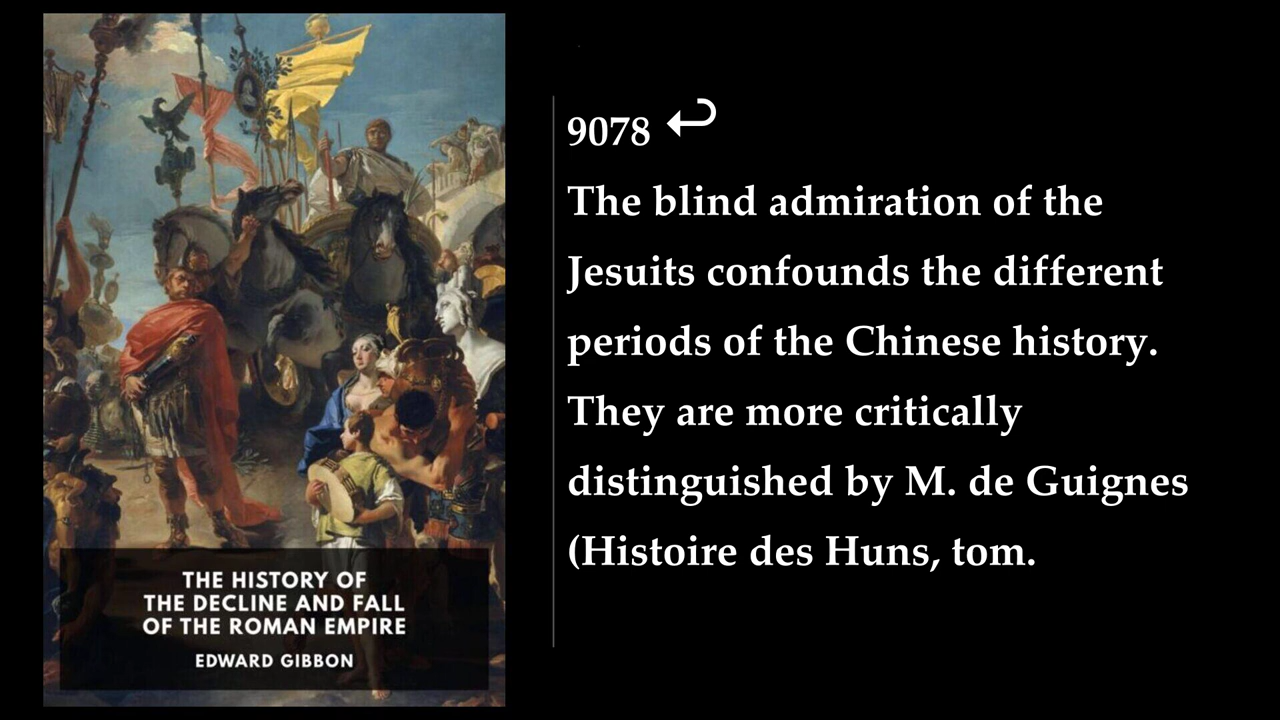 THE HISTORY OF
THE DECLINE AND FALL
OF THE ROMAN EMPIRE
EDWARD GIBBON
9078 ↩
The blind admiration of the
Jesuits confounds the different
periods of the Chinese history.
They are more critically
distinguished by M. de Guignes
(Histoire des Huns, tom.